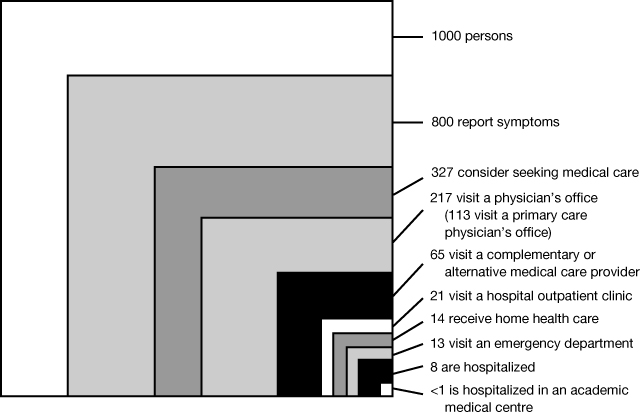 1000 persons
800 report symptoms
327 consider seeking medical care
217 visit a physician's office
(113 visit a primary care
physician's office)
65 visit a complementary or
alternative medical care provider
21 visit a hospital outpatient clinic
14 receive home health care
13 visit an emergency department
8 are hospitalized
<1 is hospitalized in an academic
medical centre